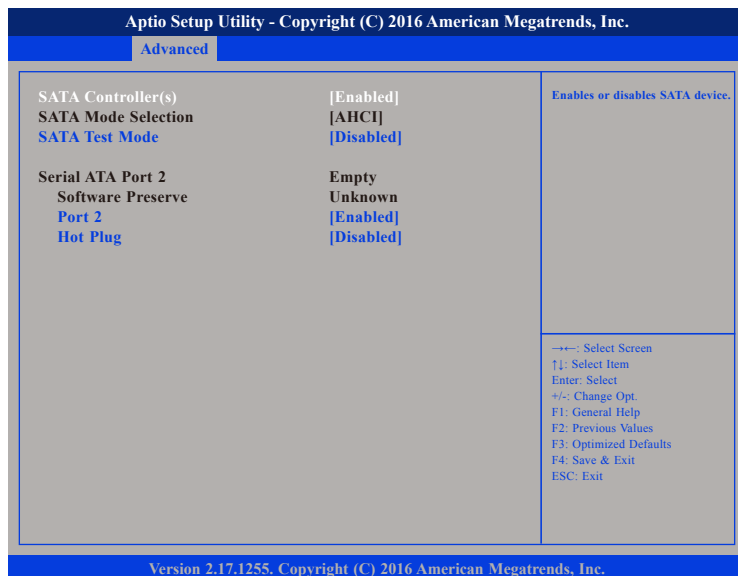 Aptio Setup Utility - Copyright (C) 2016 American Megatrends, Inc.
Advanced
SATA Controller(s) [Enabled]
SATA Mode Selection [AHCI]
SATA Test Mode [Disabled]
Serial ATA Port 2 Empty
Software Preserve Unknown
Port 2 [Enabled]
Hot Plug [Disabled]
Enables or disables SATA device.
→←: Select Screen
↑↓: Select Item
Enter: Select
+/-: Change Opt.
F1: General Help
F2: Previous Values
F3: Optimized Defaults
F4: Save & Exit
ESC: Exit
Version 2.17.1255. Copyright (C) 2016 American Megatrends, Inc.